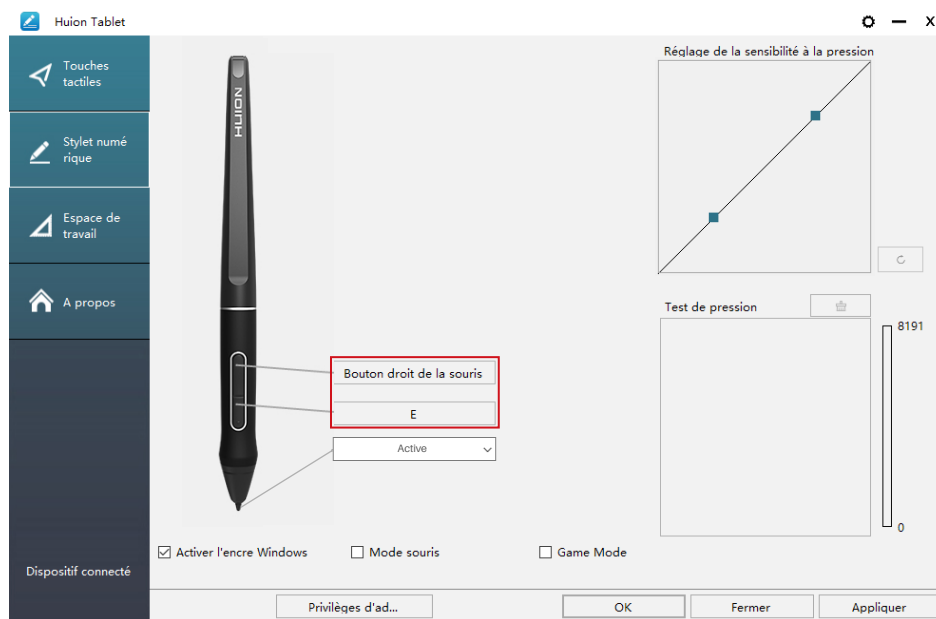 Huion Tablet
Touches
tactiles
Stylet numé
rique
Espace de
travail
A propos
Dispositif connecté
HUION
Bouton droit de la souris
E
Active
Réglage de la sensibilité à la pression
Test de pression
8191
0
Activer l'encre Windows
Mode souris
Game Mode
Privilèges d'ad...
OK
Fermer
Appliquer